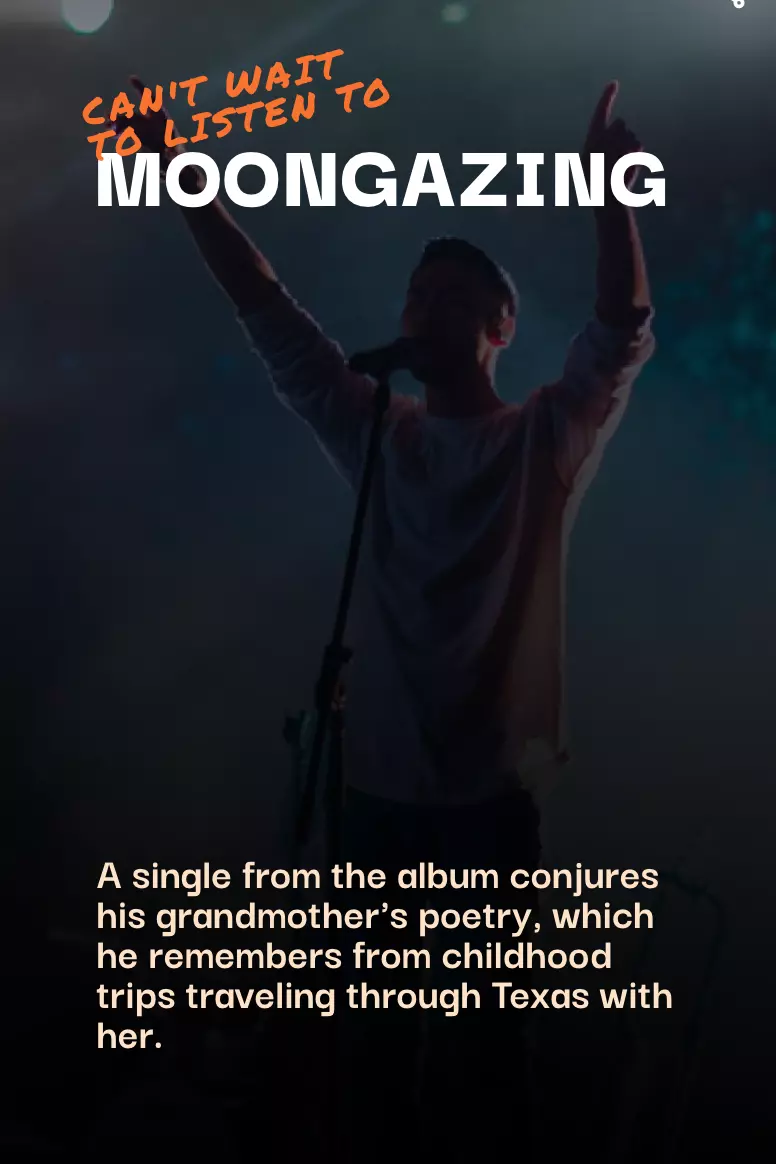 CAN'T WAIT
TO LISTEN TO
MOONGAZING
A single from the album conjures
his grandmother’s poetry, which
he remembers from childhood
trips traveling through Texas with
her.